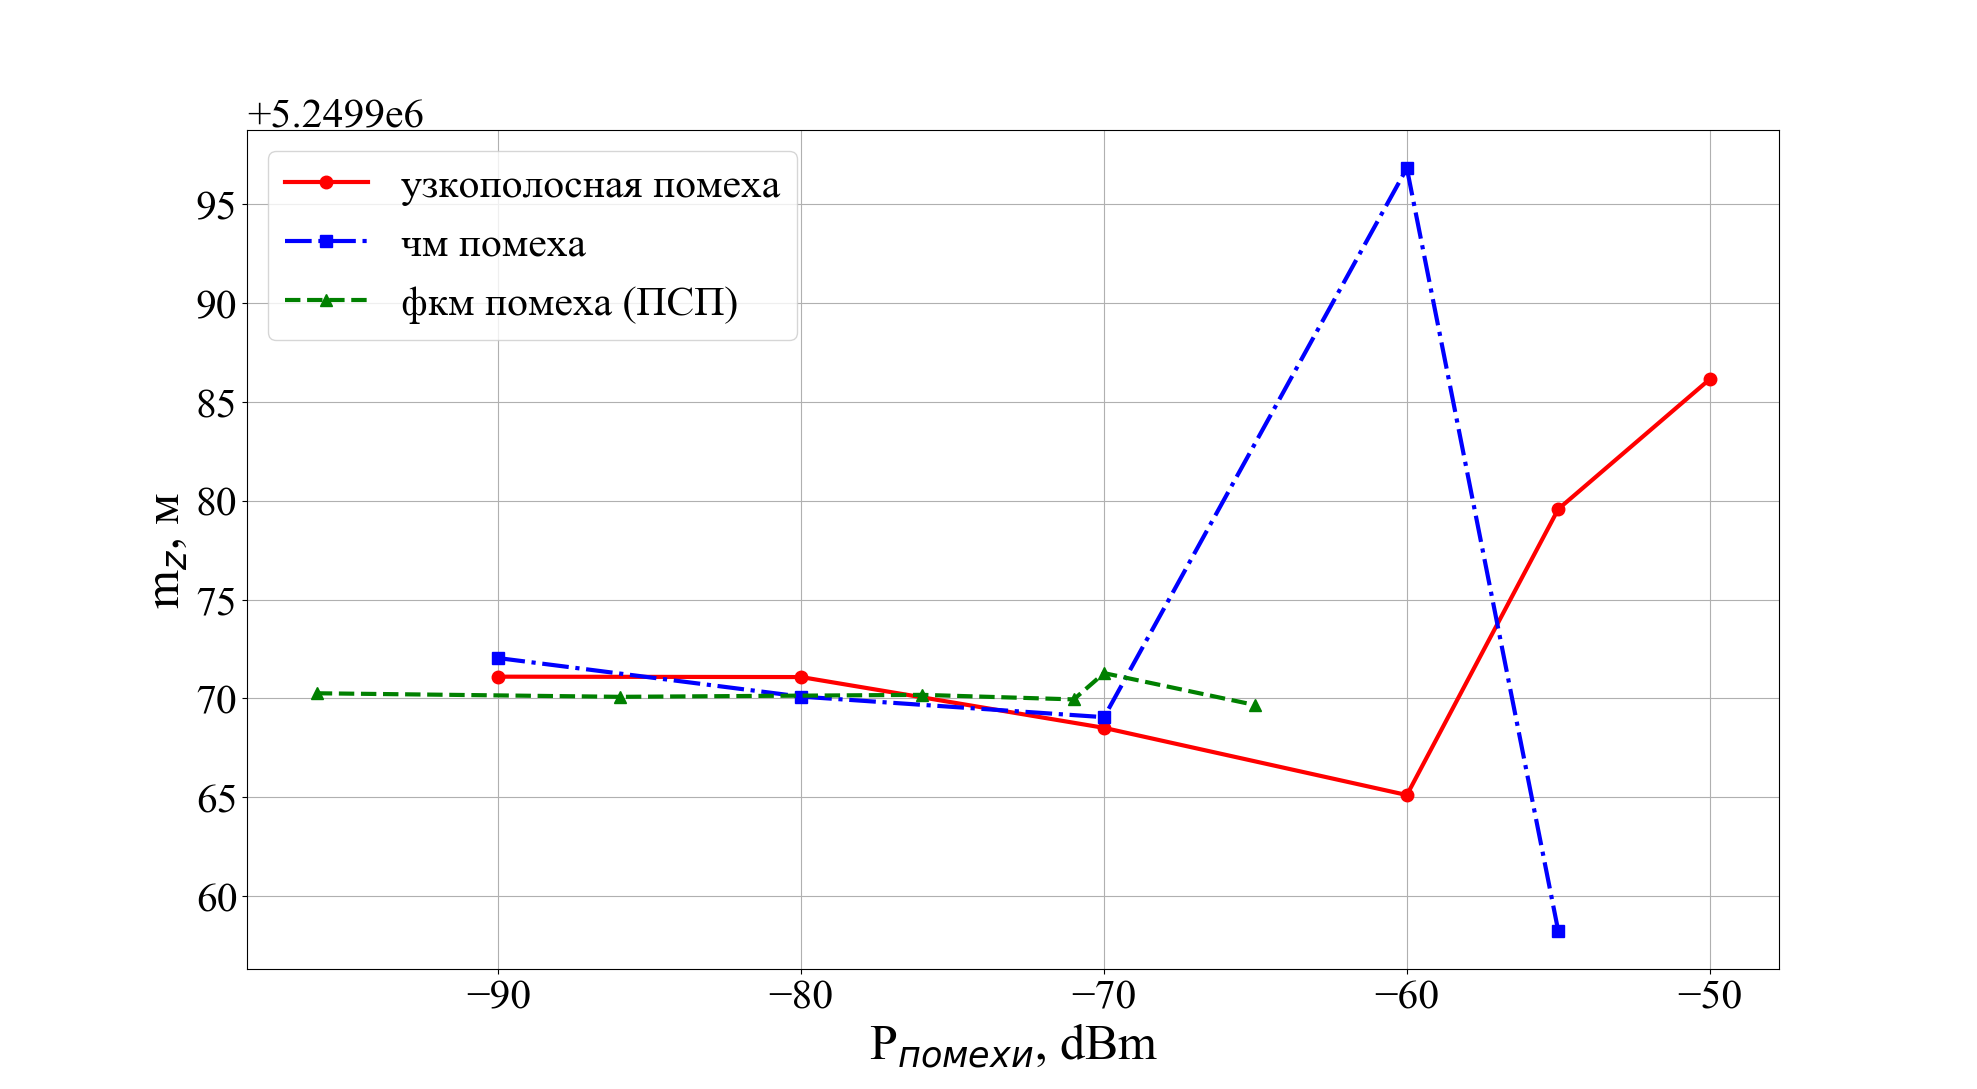 +5.2499e6
узкополосная помеха
чм помеха
фкм помеха (ПСП)
95
90
85
80
75
70
65
60
m_z, м
−90 −80 −70 −60 −50
P_помехи, dBm